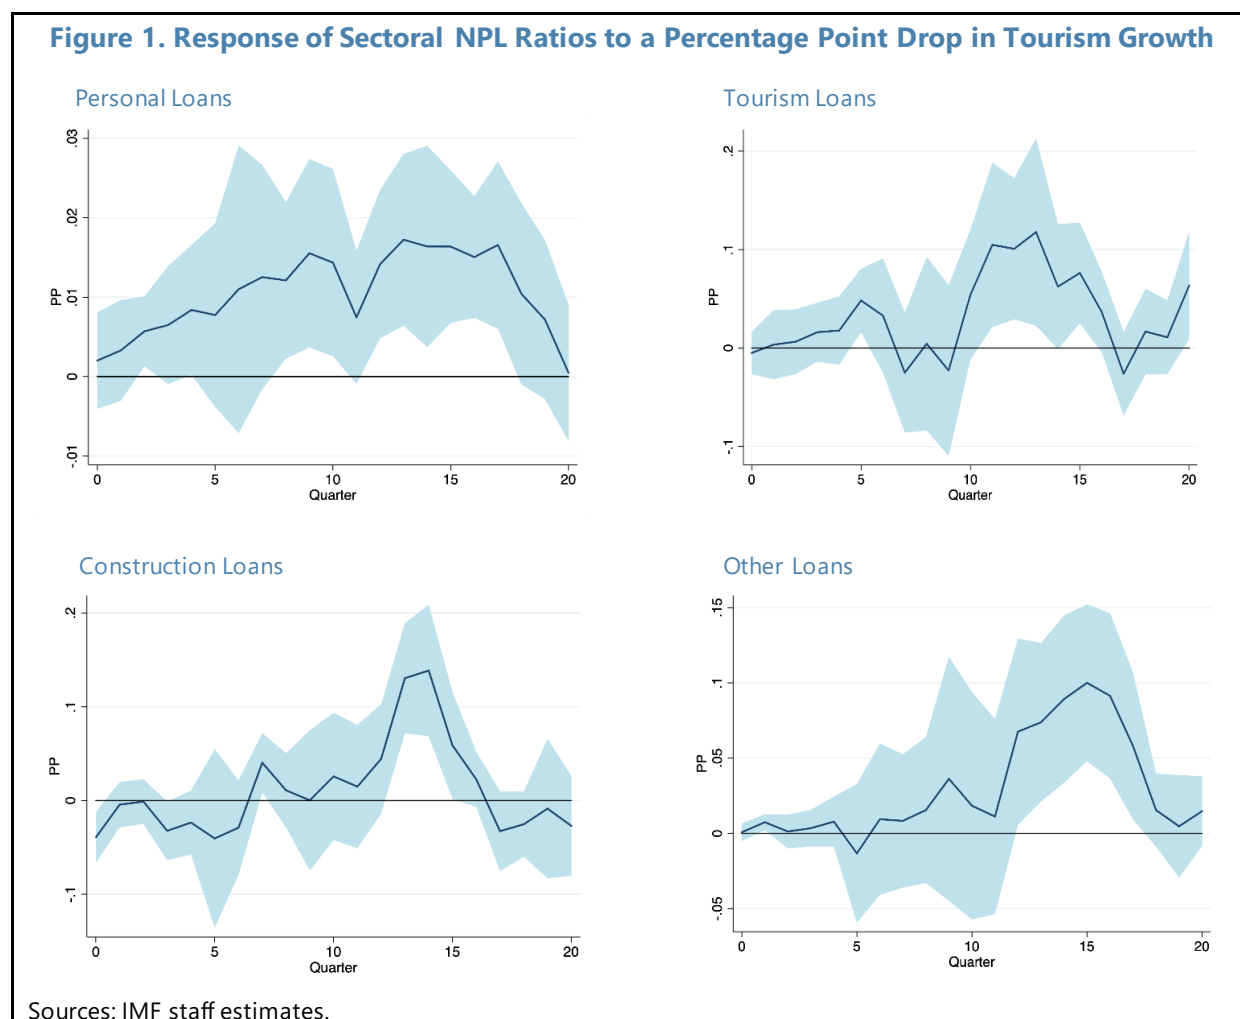 Figure 1. Response of Sectoral NPL Ratios to a Percentage Point Drop in Tourism Growth
Personal Loans
.03
.02
.01
0
-.01
PP
0 5 10 15 20
Quarter
Tourism Loans
.2
.1
0
-.1
PP
0 5 10 15 20
Quarter
Construction Loans
.2
.1
0
-.1
PP
0 5 10 15 20
Quarter
Other Loans
.15
.1
.05
0
-.05
PP
0 5 10 15 20
Quarter
Sources: IMF staff estimates.